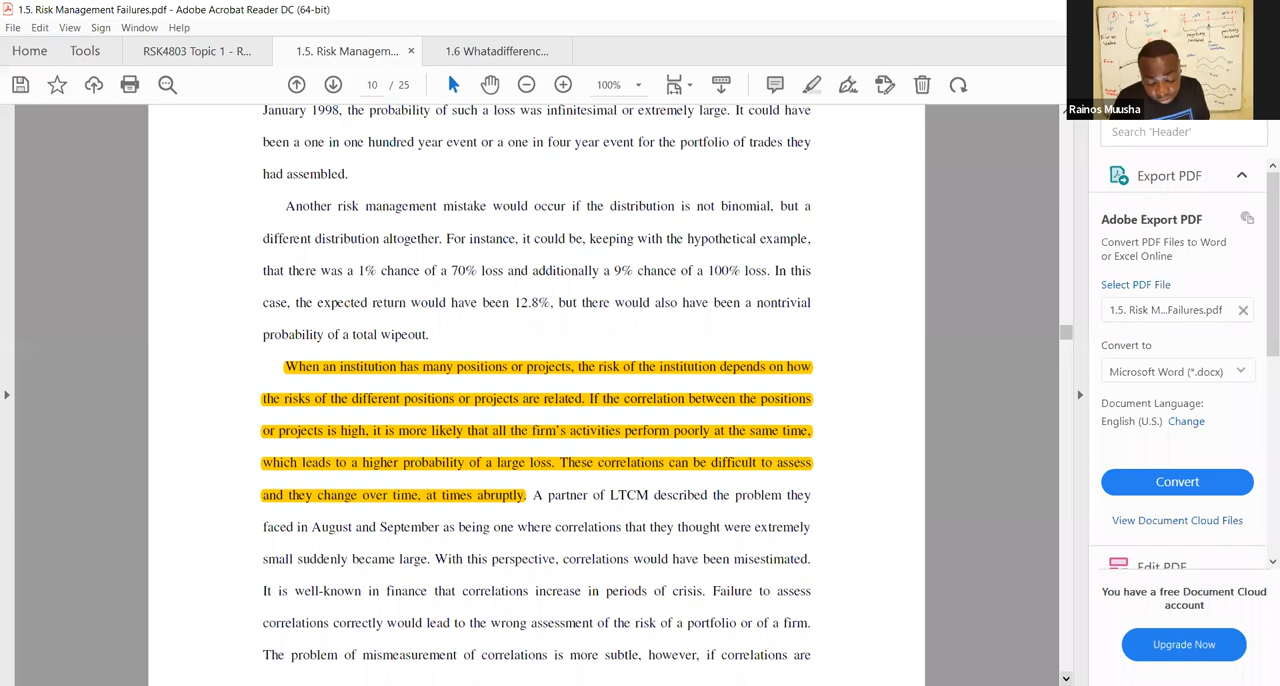 1.5. Risk Management Failures.pdf - Adobe Acrobat Reader DC (64-bit)
File Edit View Sign Window Help
Home Tools RSK4803 Topic 1 - R... 1.5. Risk Managem... × 1.6 Whatadifferenc...
10 / 25 100%
Rainos Muusha
January 1998, the probability of such a loss was infinitesimal or extremely large. It could have
been a one in one hundred year event or a one in four year event for the portfolio of trades they
had assembled.
Another risk management mistake would occur if the distribution is not binomial, but a
different distribution altogether. For instance, it could be, keeping with the hypothetical example,
that there was a 1% chance of a 70% loss and additionally a 9% chance of a 100% loss. In this
case, the expected return would have been 12.8%, but there would also have been a nontrivial
probability of a total wipeout.
When an institution has many positions or projects, the risk of the institution depends on how
the risks of the different positions or projects are related. If the correlation between the positions
or projects is high, it is more likely that all the firm's activities perform poorly at the same time,
which leads to a higher probability of a large loss. These correlations can be difficult to assess
and they change over time, at times abruptly. A partner of LTCM described the problem they
faced in August and September as being one where correlations that they thought were extremely
small suddenly became large. With this perspective, correlations would have been misestimated.
It is well-known in finance that correlations increase in periods of crisis. Failure to assess
correlations correctly would lead to the wrong assessment of the risk of a portfolio or of a firm.
The problem of mismeasurement of correlations is more subtle, however, if correlations are
Search 'Header'
Export PDF
Adobe Export PDF
Convert PDF Files to Word
or Excel Online
Select PDF File
1.5. Risk M...Failures.pdf
Convert to
Microsoft Word (*.docx)
Document Language:
English (U.S.) Change
Convert
View Document Cloud Files
Edit PDF
You have a free Document Cloud
account
Upgrade Now